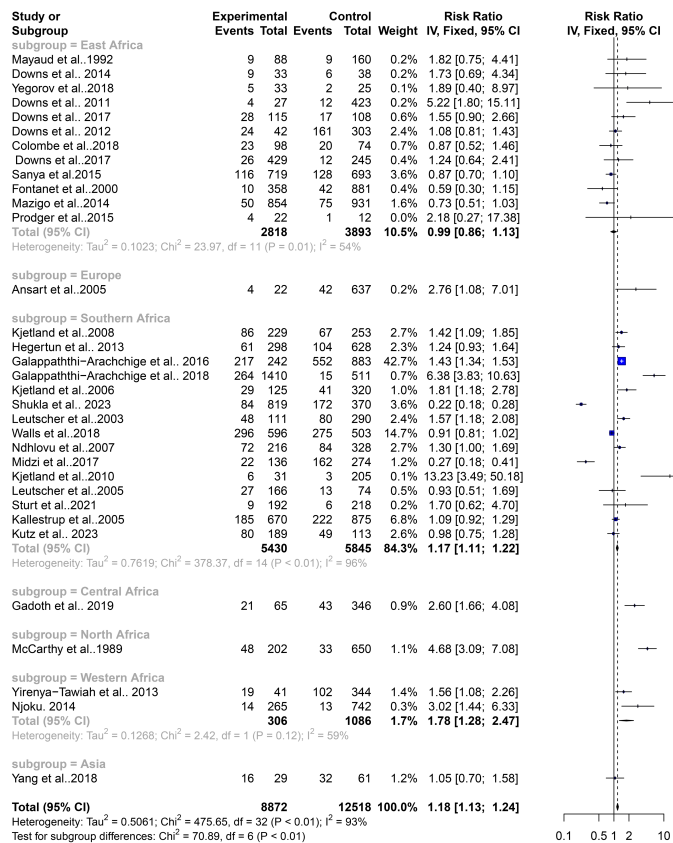 Study or Experimental Control Risk Ratio Risk Ratio
Subgroup Events Total Events Total Weight IV, Fixed, 95% CI IV, Fixed, 95% CI
subgroup = East Africa
Mayaud et al..1992 9 88 9 160 0.2% 1.82 [0.75; 4.41]
Downs et al.. 2014 9 33 6 38 0.2% 1.73 [0.69; 4.34]
Yegorov et al..2018 5 33 2 25 0.1% 1.89 [0.40; 8.97]
Downs et al.. 2011 4 27 12 423 0.2% 5.22 [1.80; 15.11]
Downs et al.. 2017 28 115 17 108 0.6% 1.55 [0.90; 2.66]
Downs et al.. 2012 24 42 161 303 2.4% 1.08 [0.81; 1.43]
Colombe et al..2018 23 98 20 74 0.7% 0.87 [0.52; 1.46]
Downs et al..2017 26 429 12 245 0.4% 1.24 [0.64; 2.41]
Sanya et al..2015 116 719 128 693 3.8% 0.87 [0.70; 1.10]
Fontanet et al..2000 10 358 42 881 0.4% 0.59 [0.30; 1.15]
Mazigo et al..2014 50 854 75 931 1.6% 0.73 [0.51; 1.03]
Prodger et al..2015 4 22 1 12 0.0% 2.18 [0.27; 17.38]
Total (95% CI) 2818 3893 10.5% 0.99 [0.86; 1.13]
Heterogeneity: Tau² = 0.1023; Chi² = 23.97, df = 11 (P = 0.01); I² = 54%
subgroup = Europe
Ansart et al..2005 4 22 42 637 0.2% 2.76 [1.08; 7.01]
subgroup = Southern Africa
Kjetland et al..2008 86 229 67 253 2.7% 1.42 [1.09; 1.85]
Hegertun et al.. 2013 61 298 104 628 2.3% 1.24 [0.93; 1.64]
Galappaththi−Arachchige et al.. 2016 217 242 552 883 42.7% 1.43 [1.34; 1.53]
Galappaththi−Arachchige et al.. 2018 264 1410 15 511 0.7% 6.38 [3.83; 10.63]
Kjetland et al..2006 29 125 41 320 1.0% 1.81 [1.18; 2.78]
Shukla et al.. 2023 84 819 172 370 3.6% 0.22 [0.18; 0.28]
Leutscher et al..2003 48 111 80 290 2.1% 1.57 [1.18; 2.08]
Walls et al..2018 296 596 275 503 14.7% 0.91 [0.81; 1.02]
Ndhlovu et al..2007 72 216 84 328 2.7% 1.30 [1.00; 1.69]
Midzi et al..2017 22 136 162 274 1.2% 0.27 [0.18; 0.41]
Kjetland et al..2010 6 31 3 205 0.1% 13.23 [3.49; 50.18]
Leutscher et al..2005 27 166 13 74 0.5% 0.93 [0.51; 1.69]
Sturt et al..2021 9 192 6 218 0.2% 1.70 [0.62; 4.70]
Kallestrup et al..2005 185 670 222 875 6.8% 1.09 [0.92; 1.29]
Kutz et al.. 2023 80 189 49 113 2.9% 0.98 [0.75; 1.28]
Total (95% CI) 5430 5845 84.3% 1.17 [1.11; 1.22]
Heterogeneity: Tau² = 0.7619; Chi² = 378.37, df = 14 (P < 0.01); I² = 96%
subgroup = Central Africa
Gadoth et al.. 2019 21 65 43 346 0.9% 2.60 [1.66; 4.08]
subgroup = North Africa
McCarthy et al..1989 48 202 33 650 1.1% 4.68 [3.09; 7.08]
subgroup = Western Africa
Yirenya−Tawiah et al.. 2013 19 41 102 344 1.4% 1.56 [1.08; 2.26]
Njoku. 2014 14 265 13 742 0.3% 3.02 [1.44; 6.33]
Total (95% CI) 306 1086 1.7% 1.78 [1.28; 2.47]
Heterogeneity: Tau² = 0.1268; Chi² = 2.42, df = 1 (P = 0.12); I² = 59%
subgroup = Asia
Yang et al..2018 16 29 32 61 1.2% 1.05 [0.70; 1.58]
Total (95% CI) 8872 12518 100.0% 1.18 [1.13; 1.24]
Heterogeneity: Tau² = 0.5061; Chi² = 475.65, df = 32 (P < 0.01); I² = 93%
Test for subgroup differences: Chi² = 70.89, df = 6 (P < 0.01)
0.1 0.5 1 2 10